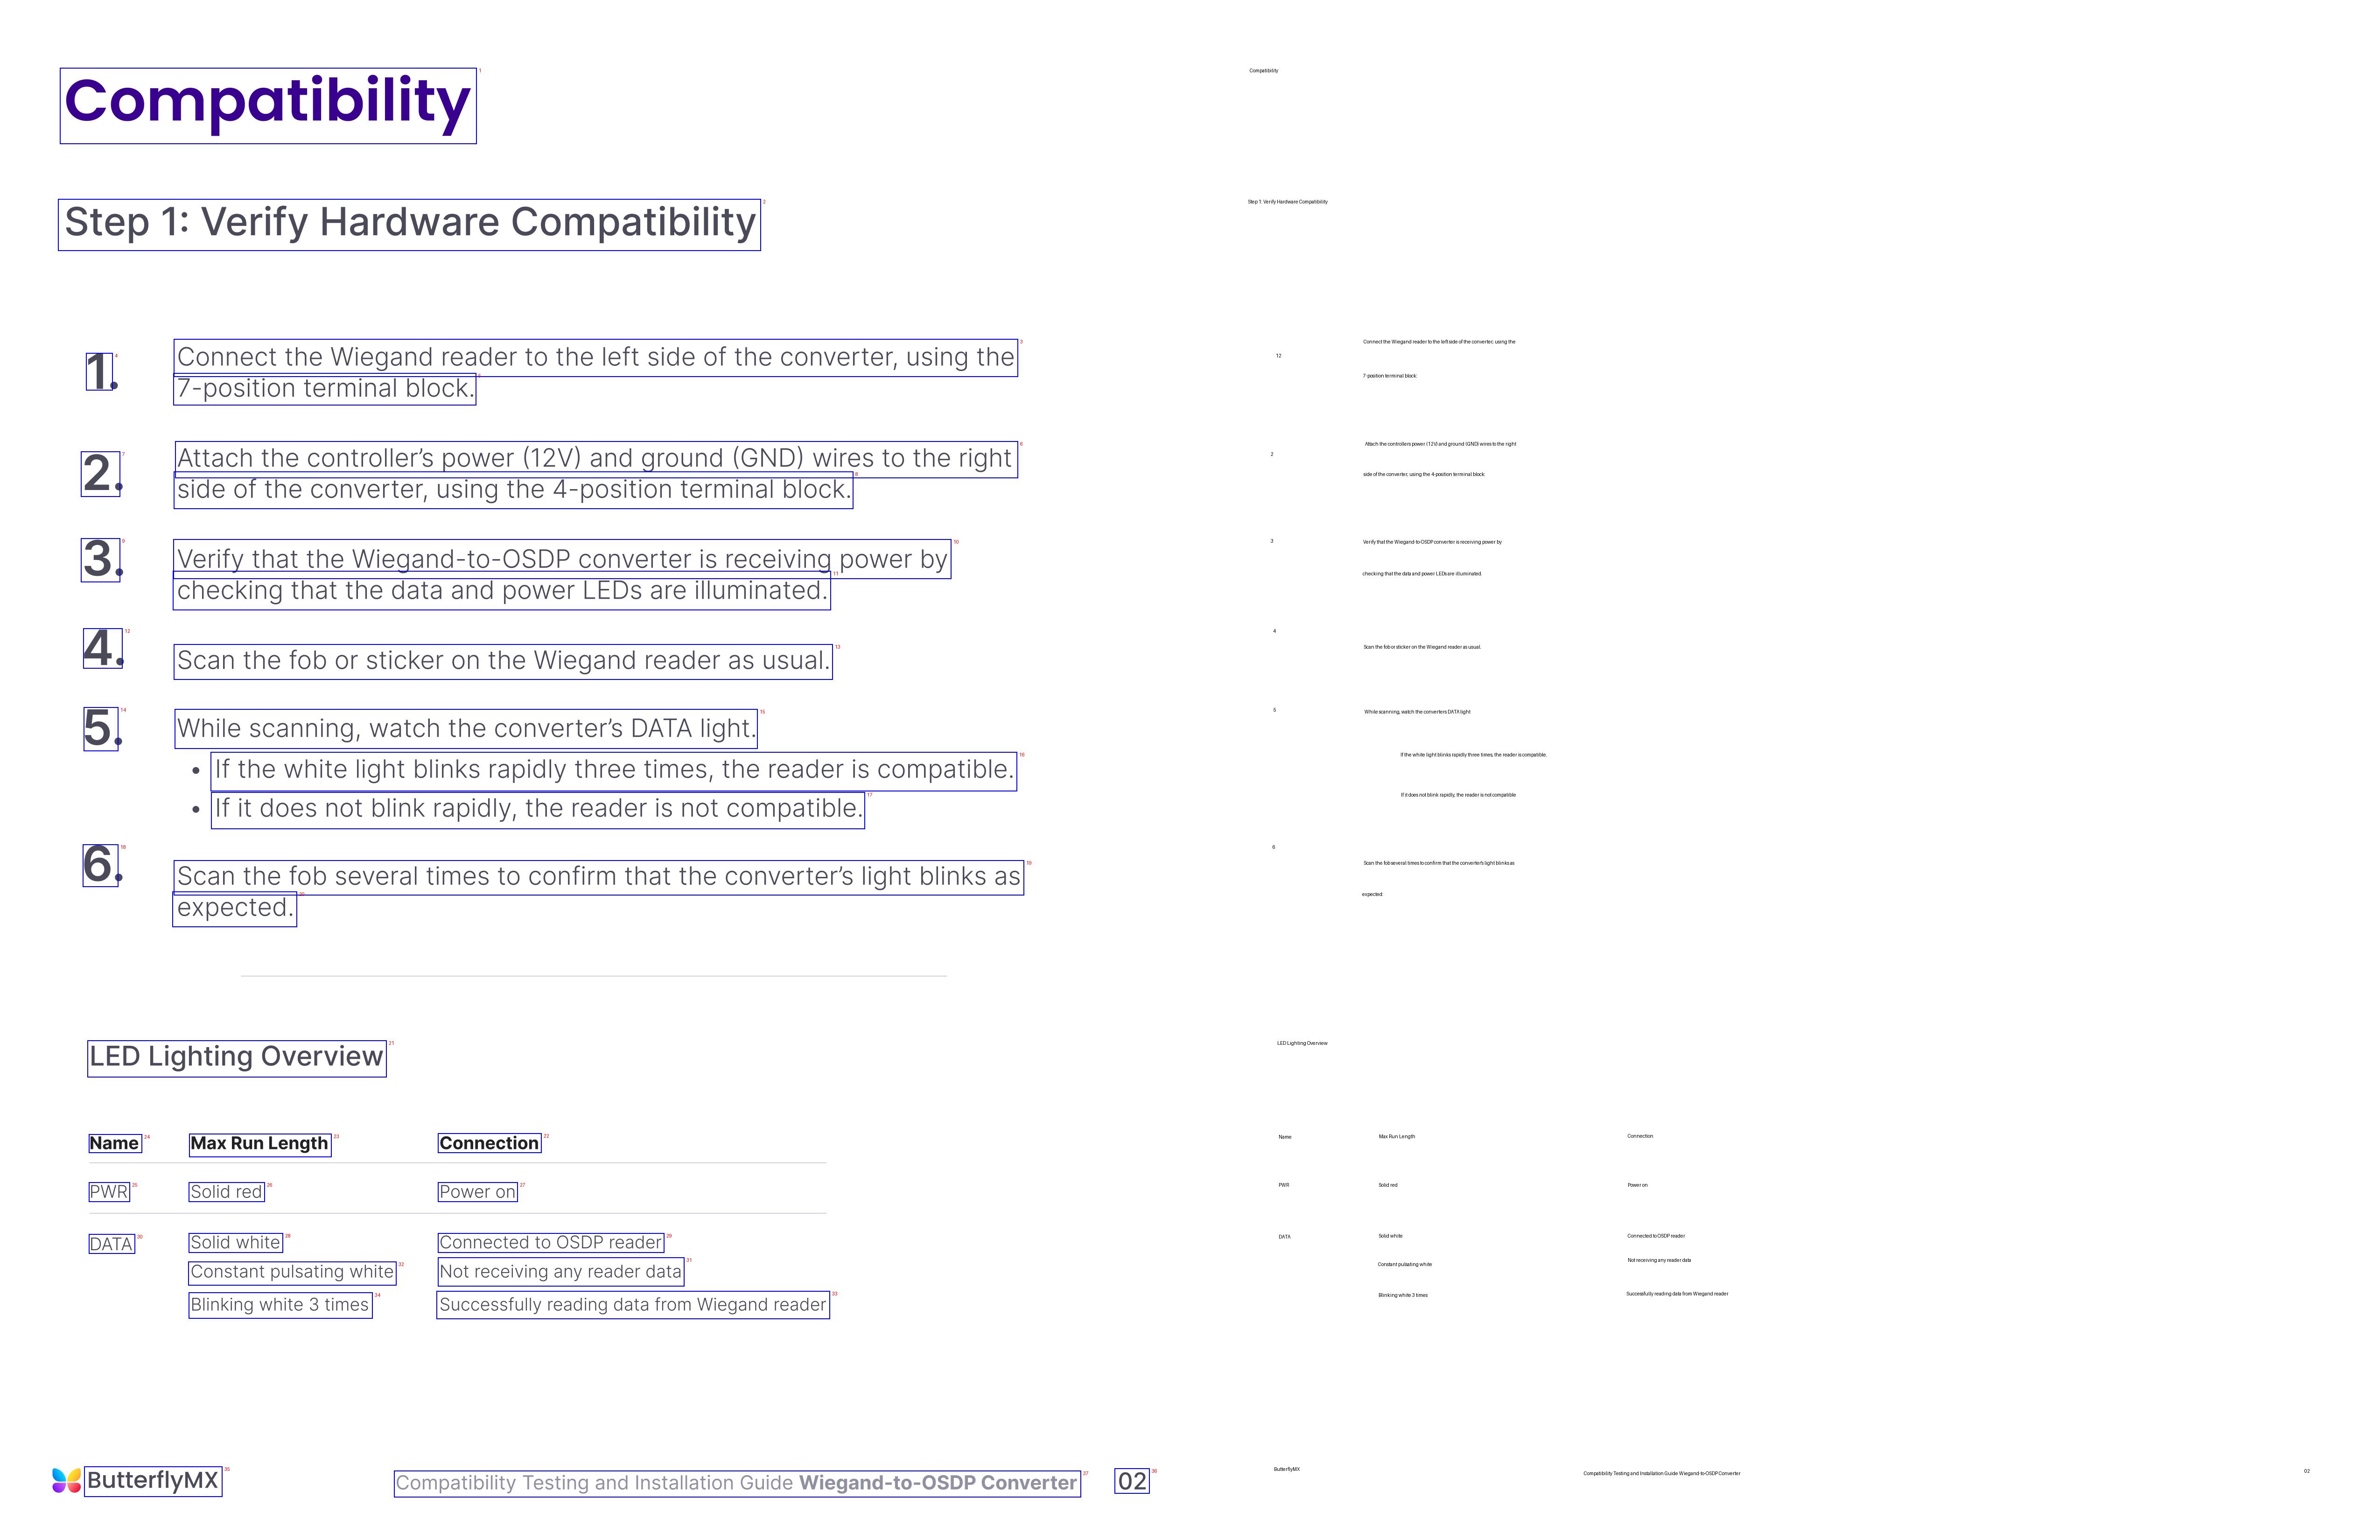 Compatibility
Step 1: Verify Hardware Compatibility
1.
Connect the Wiegand reader to the left side of the converter, using the
7-position terminal block.
2.
Attach the controller’s power (12V) and ground (GND) wires to the right
side of the converter, using the 4-position terminal block.
3.
Verify that the Wiegand-to-OSDP converter is receiving power by
checking that the data and power LEDs are illuminated.
4.
Scan the fob or sticker on the Wiegand reader as usual.
5.
While scanning, watch the converter’s DATA light.
• If the white light blinks rapidly three times, the reader is compatible.
• If it does not blink rapidly, the reader is not compatible.
6.
Scan the fob several times to confirm that the converter’s light blinks as
expected.
LED Lighting Overview
Name Max Run Length Connection
PWR Solid red Power on
DATA Solid white Connected to OSDP reader
Constant pulsating white Not receiving any reader data
Blinking white 3 times Successfully reading data from Wiegand reader
ButterflyMX Compatibility Testing and Installation Guide Wiegand-to-OSDP Converter 02
Compatibility
Step 1: Verify Hardware Compatibility
Connect the Wiegand reader to the left side of the converter, using the
12
7-position terminal block.
Attach the controllers power (12V) and ground (GND) wires to the right
2
side of the converter, using the 4-position terminal block
3
Verify that the Wiegand-to-OSDP converter is receiving power by
checking that the data and power LEDs are illuminated.
4
Scan the fob or sticker on the Wiegand reader as usual.
5
While scanning, watch the converters DATA light
If the white light blinks rapidly three times, the reader is compatible.
If it does not blink rapidly, the reader is not compatible
6
Scan the fob several times to confirm that the converter's light blinks as
expected:
LED Lighting Overview
Name Max Run Length Connection
PWR Solid red Power on
DATA Solid white Connected to OSDP reader
Constant pulsating white Not receiving any reader data
Blinking white 3 times Successfully reading data from Wiegand reader
ButterflyMX Compatibility Testing and Installation Guide Wiegand-to-OSDP Converter 02